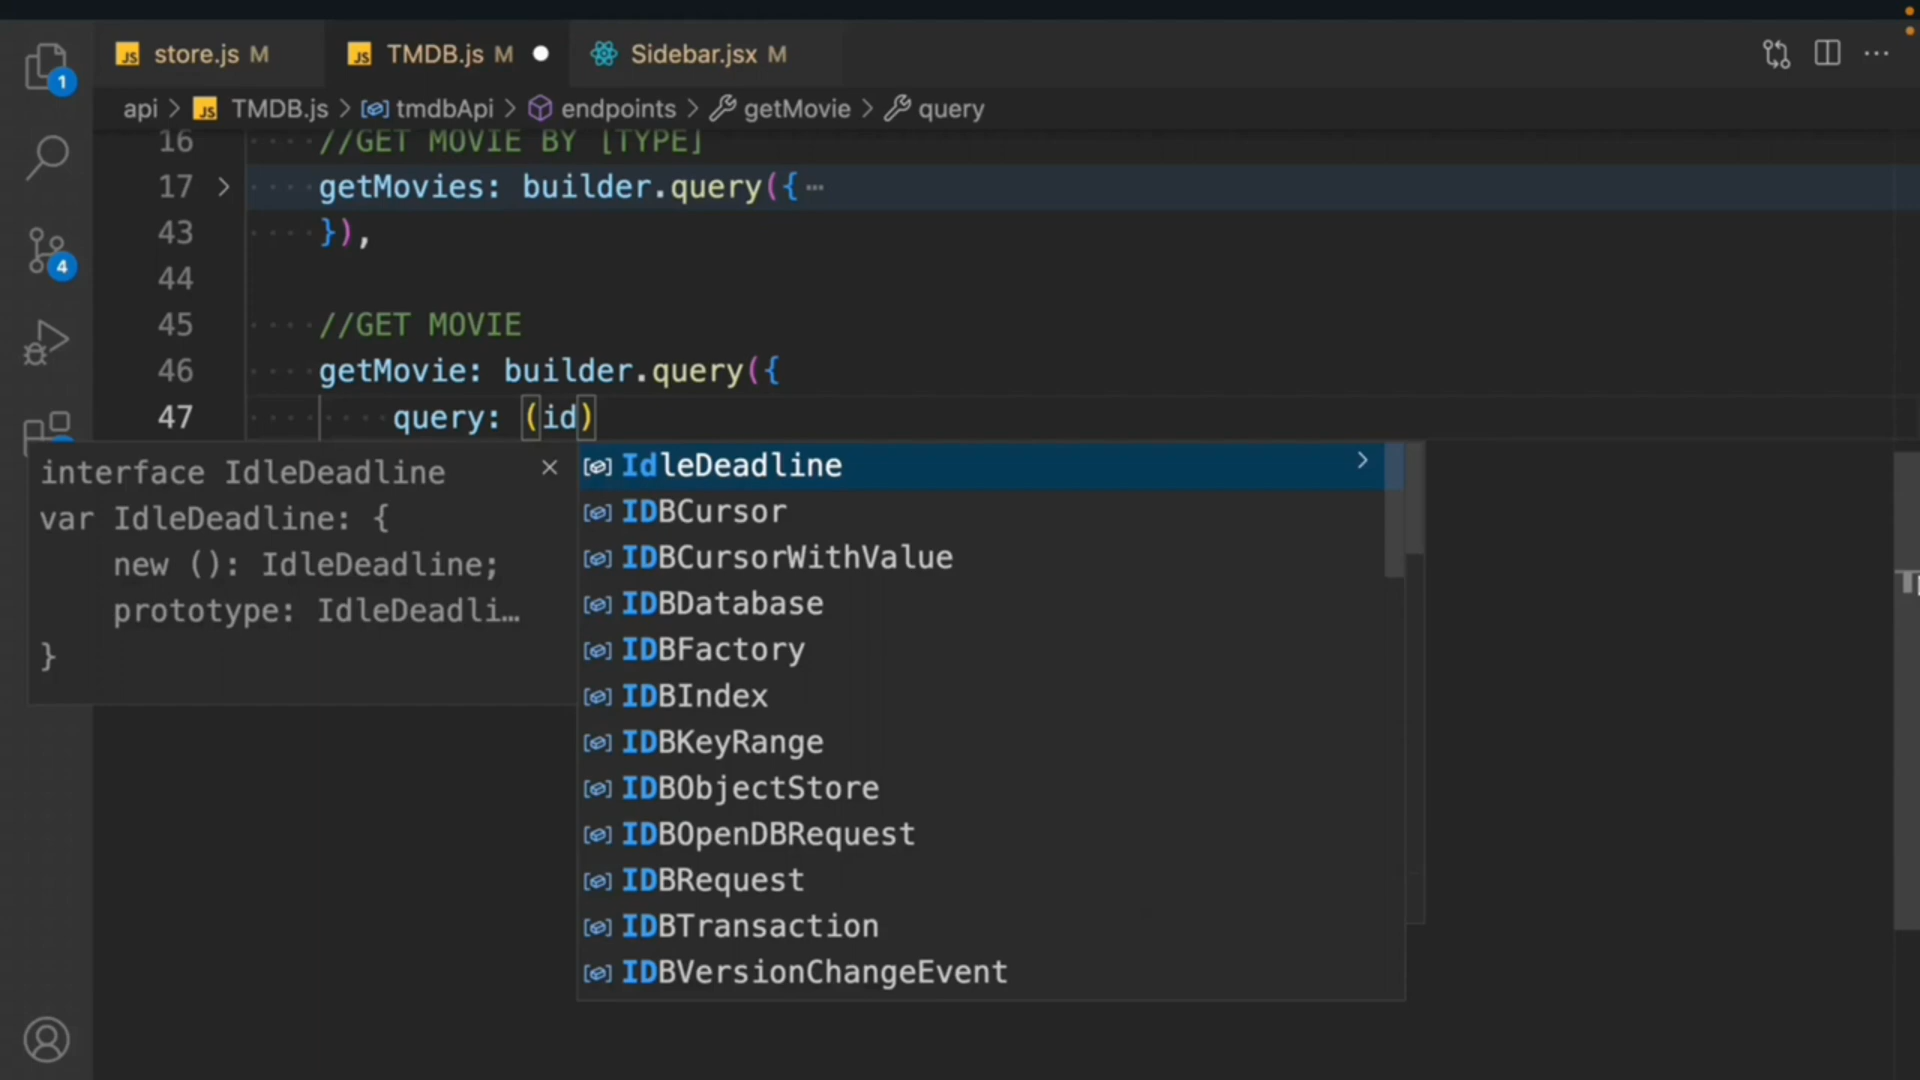 store.js M
TMDB.js M
Sidebar.jsx M
api > TMDB.js > tmdbApi > endpoints > getMovie > query
16 //GET MOVIE BY [TYPE]
17 getMovies: builder.query({ …
43 }),
44
45 //GET MOVIE
46 getMovie: builder.query({
47 query: (id)
1
4
interface IdleDeadline
var IdleDeadline: {
new (): IdleDeadline;
prototype: IdleDeadli…
}
IdleDeadline
IDBCursor
IDBCursorWithValue
IDBDatabase
IDBFactory
IDBIndex
IDBKeyRange
IDBObjectStore
IDBOpenDBRequest
IDBRequest
IDBTransaction
IDBVersionChangeEvent